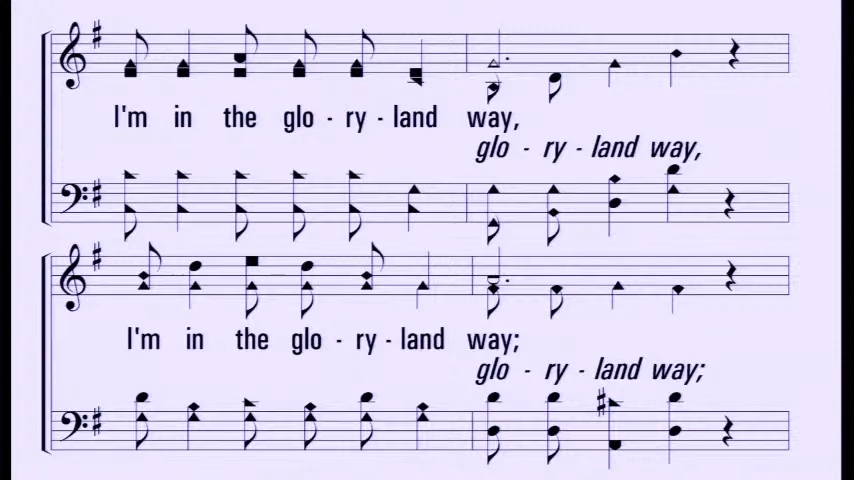 I'm in the glo - ry - land way,
glo - ry - land way,
I'm in the glo - ry - land way;
glo - ry - land way;